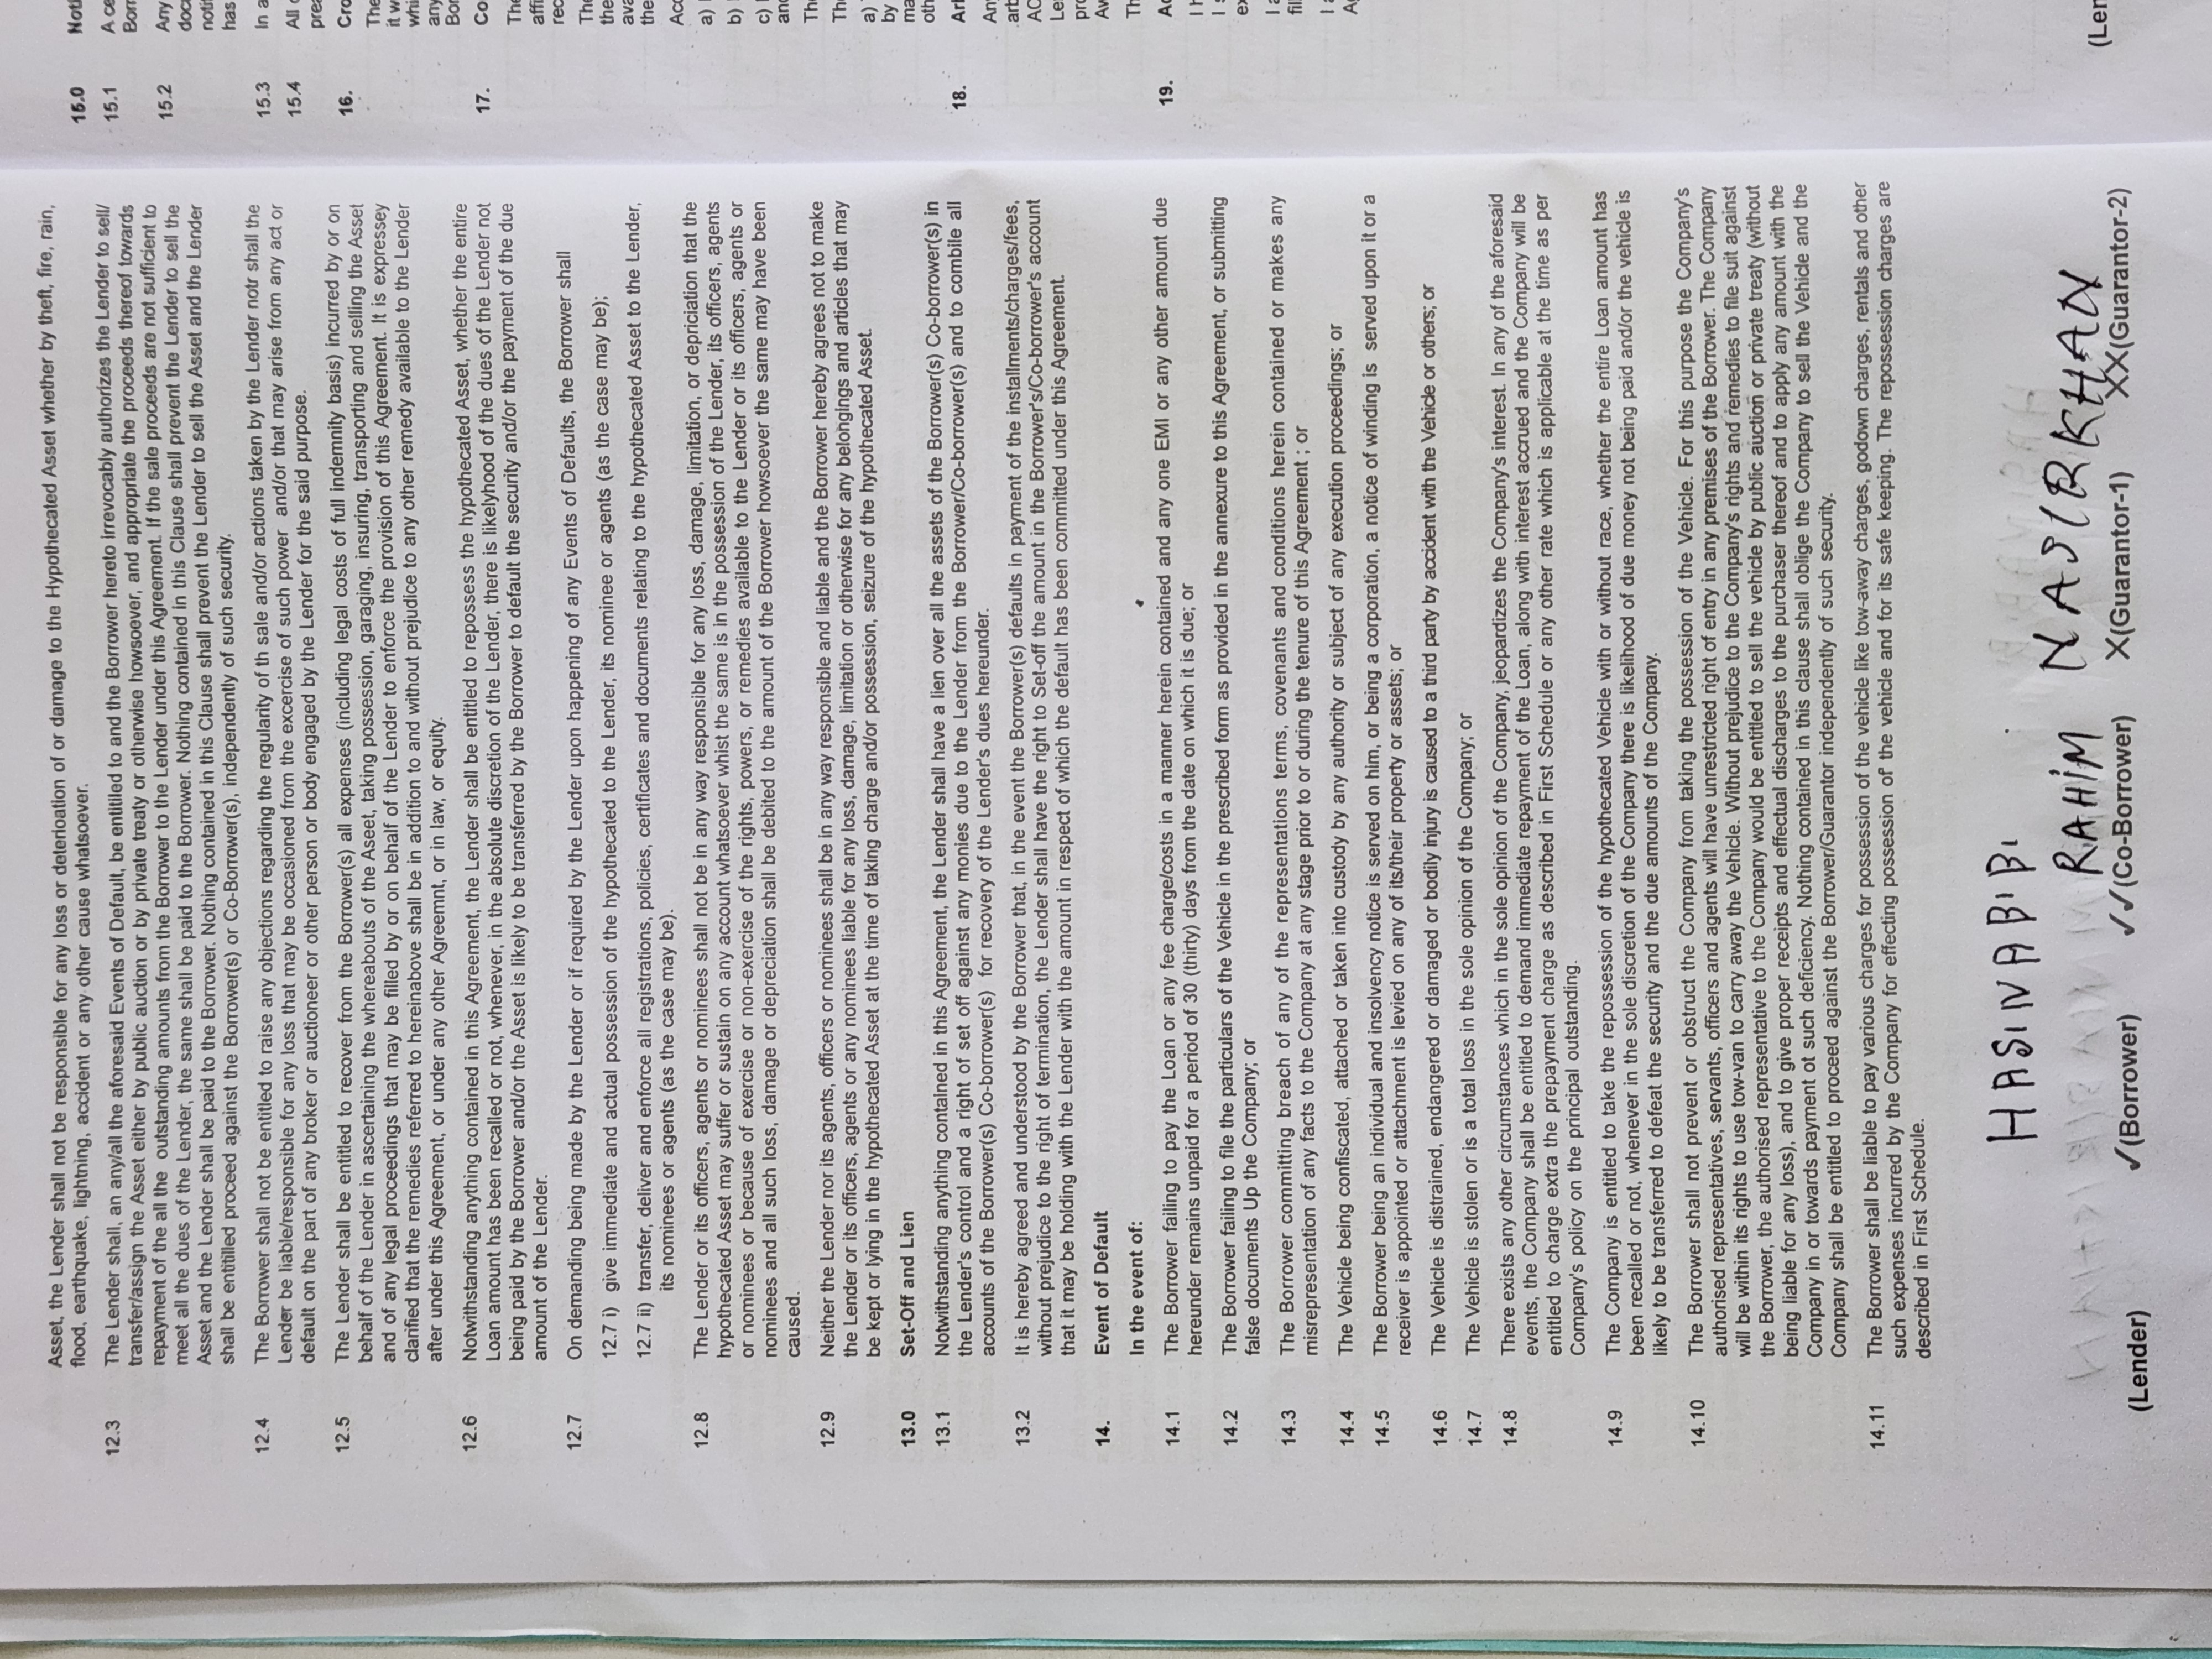 Asset, the Lender shall not be responsible for any loss or deterioation of or damage to the Hypothecated Asset whether by theft, fire, rain,
flood, earthquake, lightning, accident or any other cause whatsoever.
12.3 The Lender shall, an any/all the aforesaid Events of Default, be entitiled to and the Borrower hereto irrevocably authorizes the Lender to sell/
transfer/assign the Asset either by public auction or by private treaty or otherwise howsoever, and appropriate the proceeds thereof towards
repayment of the all the outstanding amounts from the Borrower to the Lender under this Agreement. If the sale proceeds are not sufficient to
meet all the dues of the Lender, the same shall be paid to the Borrower. Nothing contained in this Clause shall prevent the Lender to sell the
Asset and the Lender shall be paid to the Borrower. Nothing contained in this Clause shall prevent the Lender to sell the Asset and the Lender
shall be entitilled proceed against the Borrower(s) or Co-Borrower(s), independently of such security.
12.4 The Borrower shall not be entitled to raise any objections regarding the regularity of th sale and/or actions taken by the Lender notr shall the
Lender be liable/responsible for any loss that may be occasioned from the excercise of such power and/or that may arise from any act or
default on the part of any broker or auctioneer or other person or body engaged by the Lender for the said purpose.
12.5 The Lender shall be entitled to recover from the Borrower(s) all expenses (including legal costs of full indemnity basis) incurred by or on
behalf of the Lender in ascertaining the whereabouts of the Aseet, taking possession, garaging, insuring, transporting and selling the Asset
and of any legal proceedings that may be filled by or on behalf of the Lender to enforce the provision of this Agreement. It is expressey
clarified that the remedies referred to hereinabove shall be in addition to and without prejudice to any other remedy available to the Lender
after under this Agreement, or under any other Agreemnt, or in law, or equity.
12.6 Notwithstanding anything contained in this Agreement, the Lender shall be entitled to repossess the hypothecated Asset, whether the entire
Loan amount has been recalled or not, whenever, in the absolute discretion of the Lender, there is likelyhood of the dues of the Lender not
being paid by the Borrower and/or the Asset is likely to be transferred by the Borrower to default the security and/or the payment of the due
amount of the Lender.
12.7 On demanding being made by the Lender or if required by the Lender upon happening of any Events of Defaults, the Borrower shall
12.7 i) give immediate and actual possession of the hypothecated to the Lender, its nominee or agents (as the case may be);
12.7 ii) transfer, deliver and enforce all registrations, policies, certificates and documents relating to the hypothecated Asset to the Lender,
its nominees or agents (as the case may be).
12.8 The Lender or its officers, agents or nominees shall not be in any way responsible for any loss, damage, limitation, or depriciation that the
hypothecated Asset may suffer or sustain on any account whatsoever whist the same is in the possession of the Lender, its officers, agents
or nominees or because of exercise or non-exercise of the rights, powers, or remedies available to the Lender or its officers, agents or
nominees and all such loss, damage or depreciation shall be debited to the amount of the Borrower howsoever the same may have been
caused.
12.9 Neither the Lender nor its agents, officers or nominees shall be in any way responsible and liable and the Borrower hereby agrees not to make
the Lender or its officers, agents or any nominees liable for any loss, damage, limitation or otherwise for any belongings and articles that may
be kept or lying in the hypothecated Asset at the time of taking charge and/or possession, seizure of the hypothecated Asset.
13.0 Set-Off and Lien
13.1 Notwithstanding anything contained in this Agreement, the Lender shall have a lien over all the assets of the Borrower(s) Co-borrower(s) in
the Lender's control and a right of set off against any monies due to the Lender from the Borrower/Co-borrower(s) and to combile all
accounts of the Borrower(s) Co-borrower(s) for recovery of the Lender's dues hereunder.
13.2 It is hereby agreed and understood by the Borrower that, in the event the Borrower(s) defaults in payment of the installments/charges/fees,
without prejudice to the right of termination, the Lender shall have the right to Set-off the amount in the Borrower's/Co-borrower's account
that it may be holding with the Lender with the amount in respect of which the default has been committed under this Agreement.
14. Event of Default
In the event of:
14.1 The Borrower failing to pay the Loan or any fee charge/costs in a manner herein contained and any one EMI or any other amount due
hereunder remains unpaid for a period of 30 (thirty) days from the date on which it is due; or
14.2 The Borrower failing to file the particulars of the Vehicle in the prescribed form as provided in the annexure to this Agreement, or submitting
false documents Up the Company; or
14.3 The Borrower committing breach of any of the representations terms, covenants and conditions herein contained or makes any
misrepresentation of any facts to the Company at any stage prior to or during the tenure of this Agreement ; or
14.4 The Vehicle being confiscated, attached or taken into custody by any authority or subject of any execution proceedings; or
14.5 The Borrower being an individual and insolvency notice is served on him, or being a corporation, a notice of winding is served upon it or a
receiver is appointed or attachment is levied on any of its/their property or assets; or
14.6 The Vehicle is distrained, endangered or damaged or bodily injury is caused to a third party by accident with the Vehicle or others; or
14.7 The Vehicle is stolen or is a total loss in the sole opinion of the Company; or
14.8 There exists any other circumstances which in the sole opinion of the Company, jeopardizes the Company's interest. In any of the aforesaid
events, the Company shall be entitled to demand immediate repayment of the Loan, along with interest accrued and the Company will be
entitled to charge extra the prepayment charge as described in First Schedule or any other rate which is applicable at the time as per
Company's policy on the principal outstanding.
14.9 The Company is entitled to take the repossession of the hypothecated Vehicle with or without race, whether the entire Loan amount has
been recalled or not, whenever in the sole discretion of the Company there is likelihood of due money not being paid and/or the vehicle is
likely to be transferred to defeat the security and the due amounts of the Company.
14.10 The Borrower shall not prevent or obstruct the Company from taking the possession of the Vehicle. For this purpose the Company's
authorised representatives, servants, officers and agents will have unrestricted right of entry in any premises of the Borrower. The Company
will be within its rights to use tow-van to carry away the Vehicle. Without prejudice to the Company's rights and remedies to file suit against
the Borrower, the authorised representative to the Company would be entitled to sell the vehicle by public auction or private treaty (without
being liable for any loss), and to give proper receipts and effectual discharges to the purchaser thereof and to apply any amount with the
Company in or towards payment ot such deficiency. Nothing contained in this clause shall oblige the Company to sell the Vehicle and the
Company shall be entitled to proceed against the Borrower/Guarantor independently of such security.
14.11 The Borrower shall be liable to pay various charges for possession of the vehicle like tow-away charges, godown charges, rentals and other
such expenses incurred by the Company for effecting possession of the vehicle and for its safe keeping. The repossession charges are
described in First Schedule.
HASINABIBI
RAHIM NASIRKHAN
(Lender) ✓(Borrower) ✓✓(Co-Borrower) X(Guarantor-1) XX(Guarantor-2)
15.0
15.1 A
15.2 Any
has
15.3 In a
15.4 All
16.
The
it
any
17.
The
The
the
the
a)
b)
c)
a)
by
18.
19.
I
I
I
I